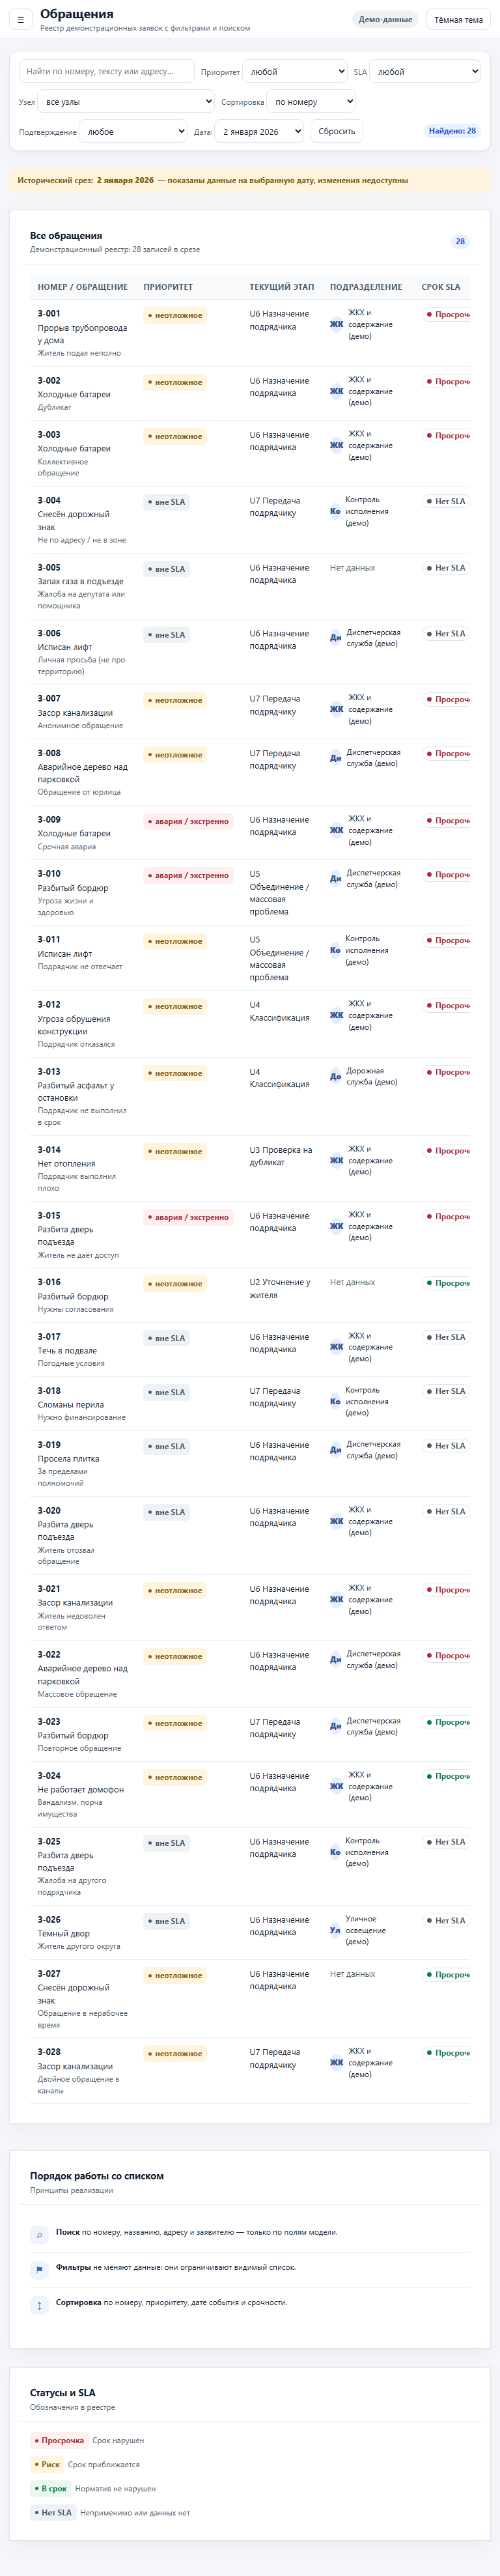 ☰
Обращения
Реестр демонстрационных заявок с фильтрами и поиском
Демо-данные
Тёмная тема
Найти по номеру, тексту или адресу...
Приоритет любой
SLA любой
Узел все узлы
Сортировка по номеру
Подтверждение любое
Дата: 2 января 2026
Сбросить
Найдено: 28
Исторический срез: 2 января 2026 — показаны данные на выбранную дату, изменения недоступны
Все обращения
Демонстрационный реестр: 28 записей в срезе
28
НОМЕР / ОБРАЩЕНИЕ ПРИОРИТЕТ ТЕКУЩИЙ ЭТАП ПОДРАЗДЕЛЕНИЕ СРОК SLA
З-001
Прорыв трубопровода
у дома
Житель подал неполно
неотложное
U6 Назначение
подрядчика
ЖК
ЖКХ и
содержание
(демо)
Просроч
З-002
Холодные батареи
Дубликат
неотложное
U6 Назначение
подрядчика
ЖК
ЖКХ и
содержание
(демо)
Просроч
З-003
Холодные батареи
Коллективное
обращение
неотложное
U6 Назначение
подрядчика
ЖК
ЖКХ и
содержание
(демо)
Просроч
З-004
Снесён дорожный
знак
Не по адресу / не в зоне
вне SLA
U7 Передача
подрядчику
Ко
Контроль
исполнения
(демо)
Нет SLA
З-005
Запах газа в подъезде
Жалоба на депутата или
помощника
вне SLA
U6 Назначение
подрядчика
Нет данных
Нет SLA
З-006
Исписан лифт
Личная просьба (не про
территорию)
вне SLA
U6 Назначение
подрядчика
Ди
Диспетчерская
служба (демо)
Нет SLA
З-007
Засор канализации
Анонимное обращение
неотложное
U7 Передача
подрядчику
ЖК
ЖКХ и
содержание
(демо)
Просроч
З-008
Аварийное дерево над
парковкой
Обращение от юрлица
неотложное
U7 Передача
подрядчику
Ди
Диспетчерская
служба (демо)
Просроч
З-009
Холодные батареи
Срочная авария
авария / экстренно
U6 Назначение
подрядчика
ЖК
ЖКХ и
содержание
(демо)
Просроч
З-010
Разбитый бордюр
Угроза жизни и
здоровью
авария / экстренно
U5
Объединение /
массовая
проблема
Ди
Диспетчерская
служба (демо)
Просроч
З-011
Исписан лифт
Подрядчик не отвечает
неотложное
U5
Объединение /
массовая
проблема
Ко
Контроль
исполнения
(демо)
Просроч
З-012
Угроза обрушения
конструкции
Подрядчик отказался
неотложное
U4
Классификация
ЖК
ЖКХ и
содержание
(демо)
Просроч
З-013
Разбитый асфальт у
остановки
Подрядчик не выполнил
в срок
неотложное
U4
Классификация
До
Дорожная
служба (демо)
Просроч
З-014
Нет отопления
Подрядчик выполнил
плохо
неотложное
U3 Проверка на
дубликат
ЖК
ЖКХ и
содержание
(демо)
Просроч
З-015
Разбита дверь
подъезда
Житель не даёт доступ
авария / экстренно
U6 Назначение
подрядчика
ЖК
ЖКХ и
содержание
(демо)
Просроч
З-016
Разбитый бордюр
Нужны согласования
неотложное
U2 Уточнение у
жителя
Нет данных
Просроч
З-017
Течь в подвале
Погодные условия
вне SLA
U6 Назначение
подрядчика
ЖК
ЖКХ и
содержание
(демо)
Нет SLA
З-018
Сломаны перила
Нужно финансирование
вне SLA
U7 Передача
подрядчику
Ко
Контроль
исполнения
(демо)
Нет SLA
З-019
Просела плитка
За пределами
полномочий
вне SLA
U6 Назначение
подрядчика
Ди
Диспетчерская
служба (демо)
Нет SLA
З-020
Разбита дверь
подъезда
Житель отозвал
обращение
вне SLA
U6 Назначение
подрядчика
ЖК
ЖКХ и
содержание
(демо)
Нет SLA
З-021
Засор канализации
Житель недоволен
ответом
неотложное
U6 Назначение
подрядчика
ЖК
ЖКХ и
содержание
(демо)
Просроч
З-022
Аварийное дерево над
парковкой
Массовое обращение
неотложное
U6 Назначение
подрядчика
Ди
Диспетчерская
служба (демо)
Просроч
З-023
Разбитый бордюр
Повторное обращение
неотложное
U7 Передача
подрядчику
Ди
Диспетчерская
служба (демо)
Просроч
З-024
Не работает домофон
Вандализм, порча
имущества
неотложное
U6 Назначение
подрядчика
ЖК
ЖКХ и
содержание
(демо)
Просроч
З-025
Разбита дверь
подъезда
Жалоба на другого
подрядчика
вне SLA
U6 Назначение
подрядчика
Ко
Контроль
исполнения
(демо)
Нет SLA
З-026
Тёмный двор
Житель другого округа
вне SLA
U6 Назначение
подрядчика
Ул
Уличное
освещение
(демо)
Нет SLA
З-027
Снесён дорожный
знак
Обращение в нерабочее
время
неотложное
U6 Назначение
подрядчика
Нет данных
Просроч
З-028
Засор канализации
Двойное обращение в
каналы
неотложное
U7 Передача
подрядчику
ЖК
ЖКХ и
содержание
(демо)
Просроч
Порядок работы со списком
Принципы реализации
Поиск по номеру, названию, адресу и заявителю — только по полям модели.
Фильтры не меняют данные: они ограничивают видимый список.
Сортировка по номеру, приоритету, дате события и срочности.
Статусы и SLA
Обозначения в реестре
Просрочка Срок нарушен
Риск Срок приближается
В срок Норматив не нарушен
Нет SLA Неприменимо или данных нет